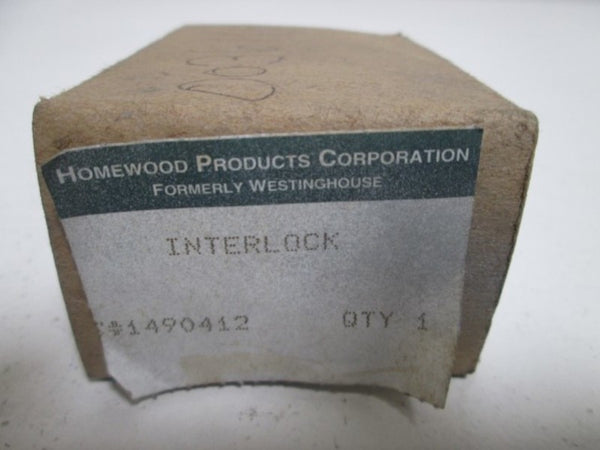 HOMEWOOD PRODUCTS CORPORATION
FORMERLY WESTINGHOUSE
INTERLOCK
#1490412 QTY 1